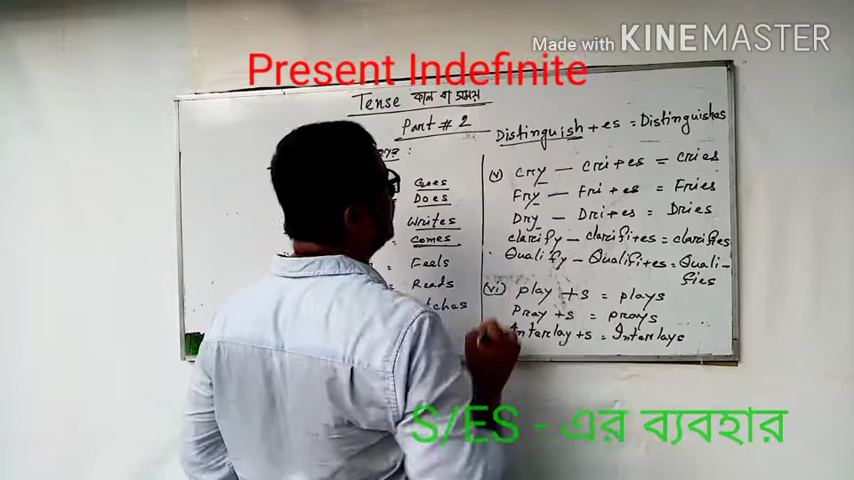 Made with KINEMASTER
Present Indefinite
Tense কাল বা সময়
Part # 2
Goes
Does
Writes
comes
Feels
Reads
Distinguish + es = Distinguishes
(v) Cry — Cri + es = cries
Fry — Fri + es = Fries
Dry — Dri + es = Dries
clarify — clarifi + es = clarifies
Qualify — Qualifi + es = Quali-
fies
(vi) play + s = plays
Pray + s = prays
Interlay + s = Interlays
S/ES - এর ব্যবহার